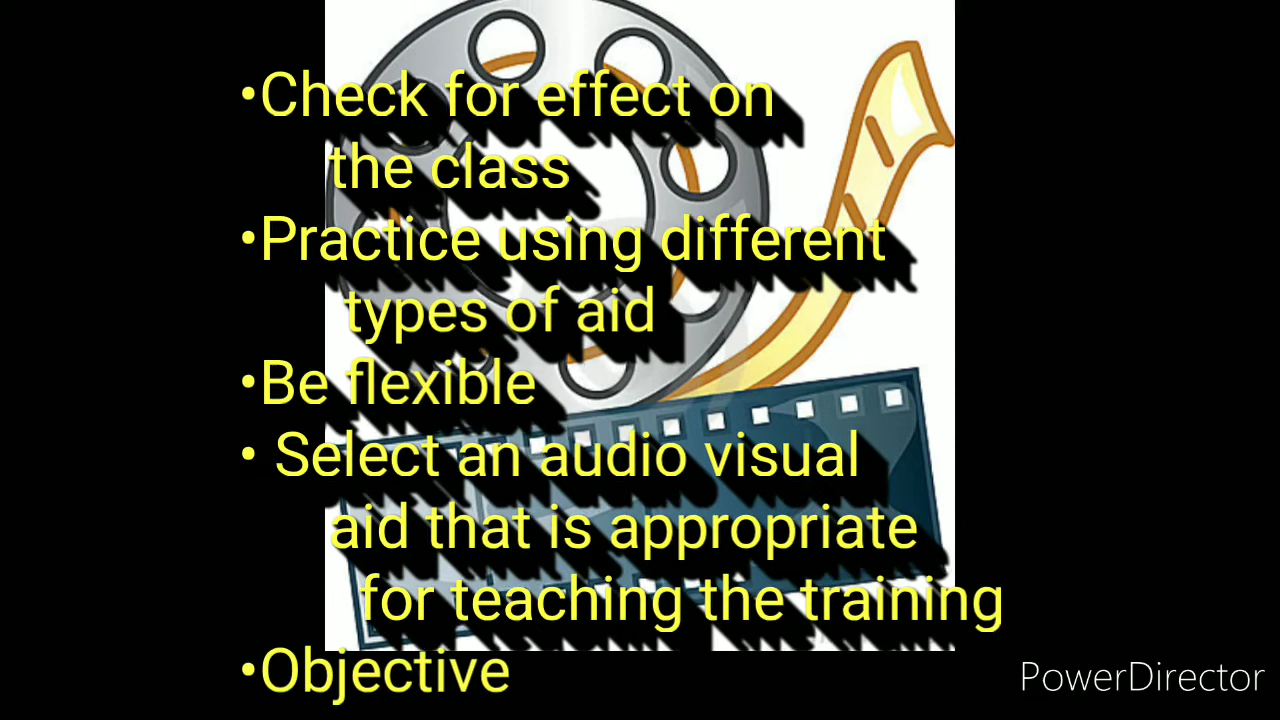 •Check for effect on
the class
•Practice using different
types of aid
•Be flexible
• Select an audio visual
aid that is appropriate
for teaching the training
•Objective
PowerDirector